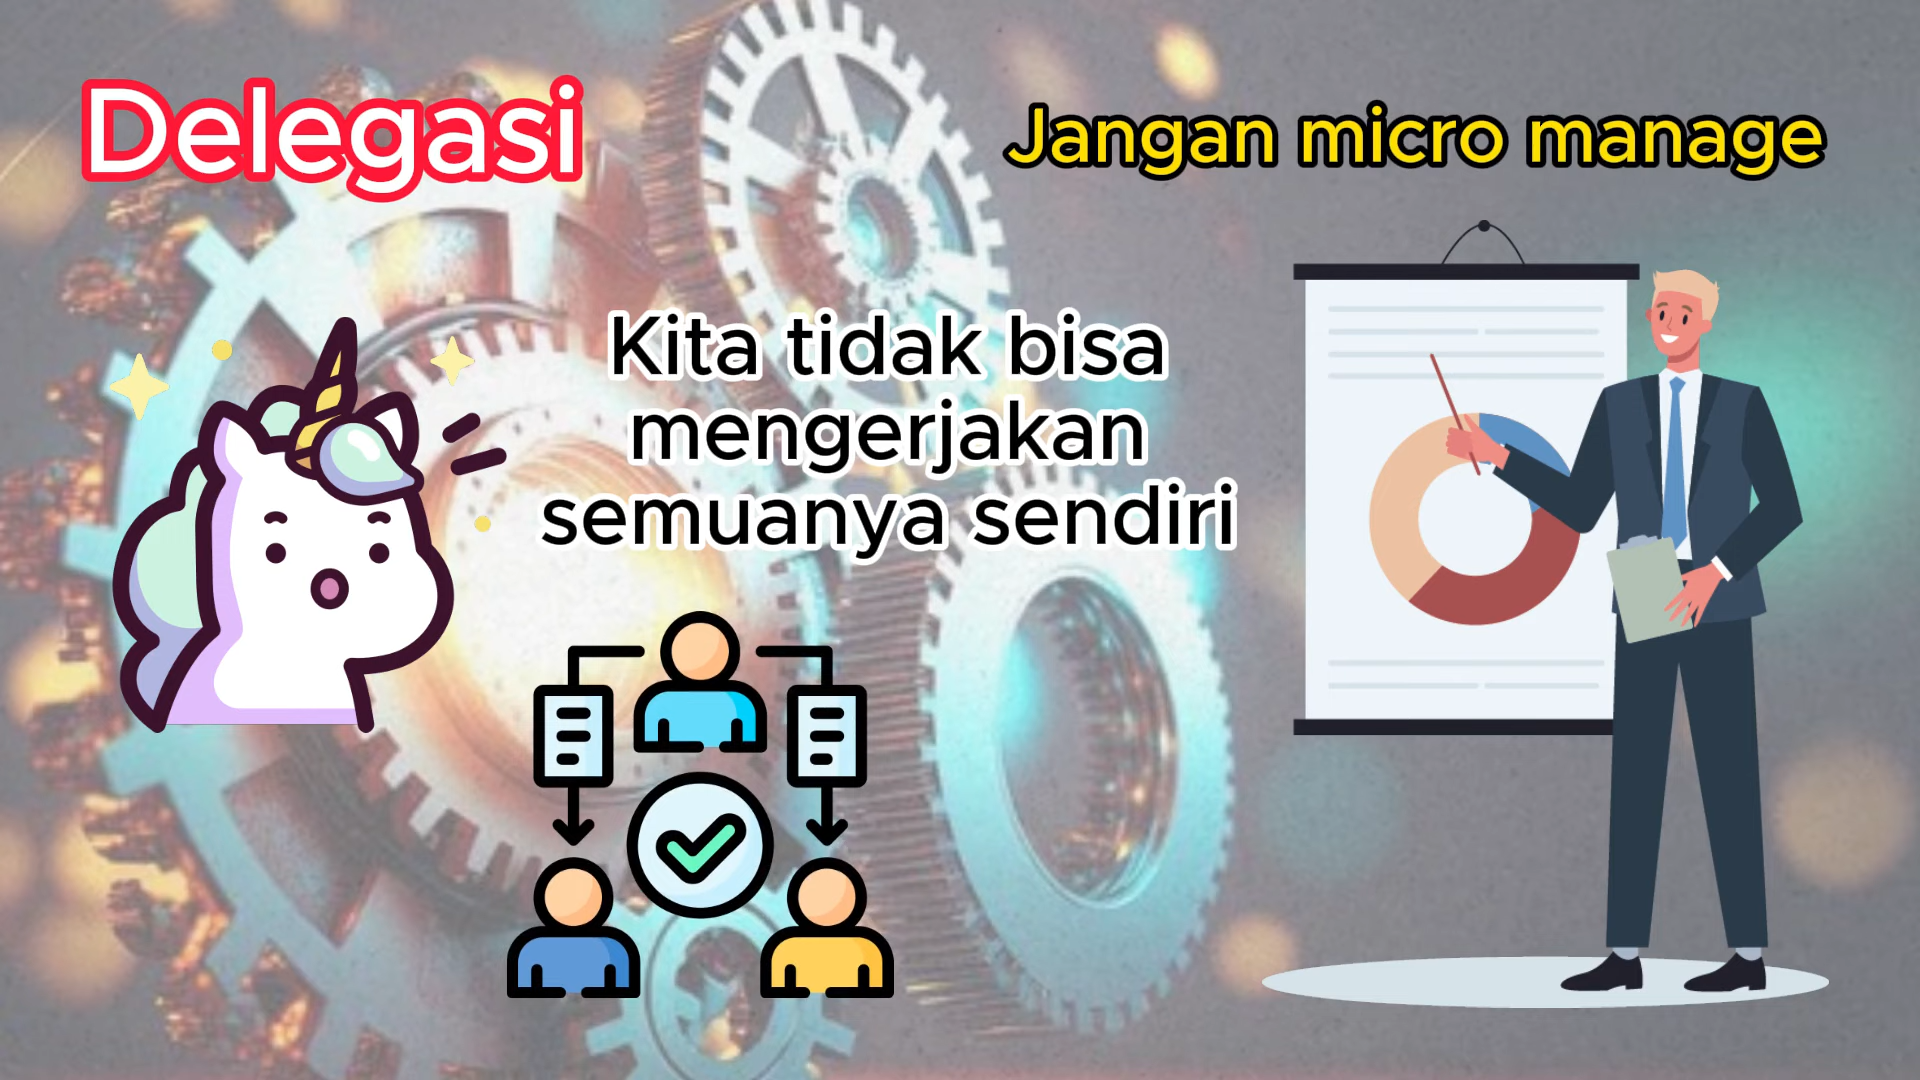 Delegasi
Jangan micro manage
Kita tidak bisa
mengerjakan
semuanya sendiri